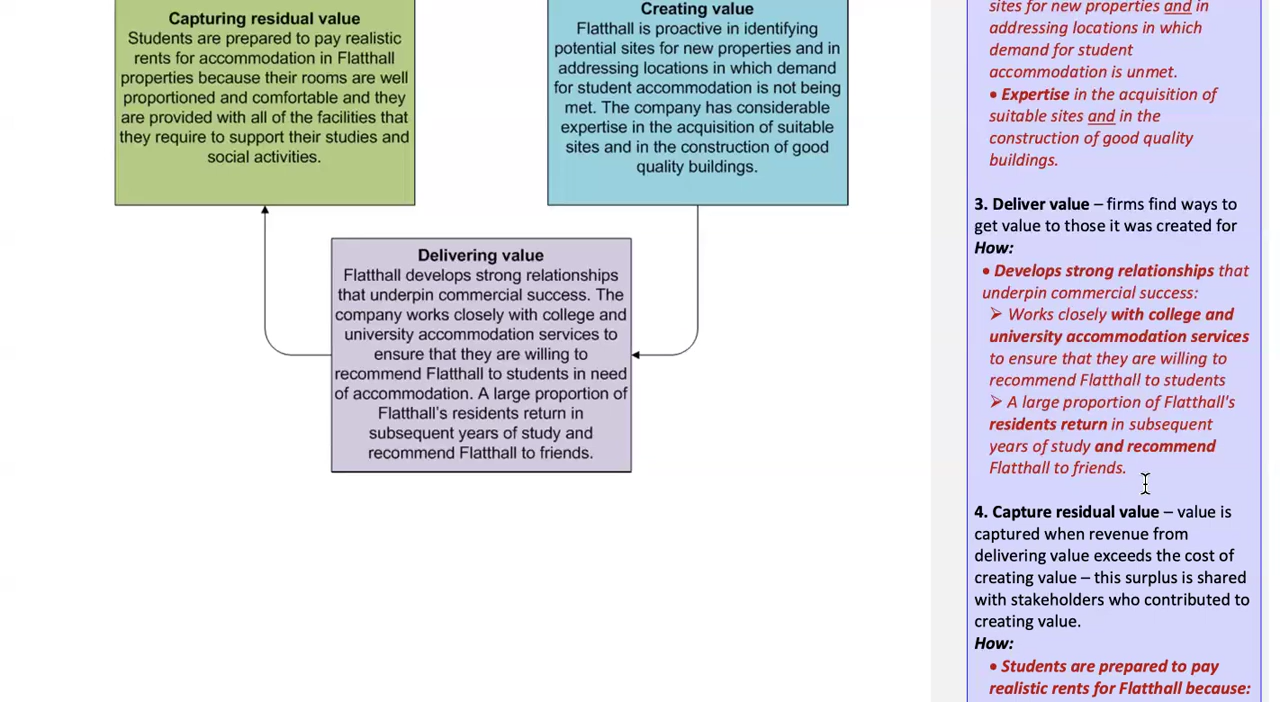 Capturing residual value
Students are prepared to pay realistic
rents for accommodation in Flatthall
properties because their rooms are well
proportioned and comfortable and they
are provided with all of the facilities that
they require to support their studies and
social activities.
Creating value
Flatthall is proactive in identifying
potential sites for new properties and in
addressing locations in which demand
for student accommodation is not being
met. The company has considerable
expertise in the acquisition of suitable
sites and in the construction of good
quality buildings.
Delivering value
Flatthall develops strong relationships
that underpin commercial success. The
company works closely with college and
university accommodation services to
ensure that they are willing to
recommend Flatthall to students in need
of accommodation. A large proportion of
Flatthall's residents return in
subsequent years of study and
recommend Flatthall to friends.
sites for new properties and in
addressing locations in which
demand for student
accommodation is unmet.
• Expertise in the acquisition of
suitable sites and in the
construction of good quality
buildings.
3. Deliver value – firms find ways to
get value to those it was created for
How:
• Develops strong relationships that
underpin commercial success:
➢ Works closely with college and
university accommodation services
to ensure that they are willing to
recommend Flatthall to students
➢ A large proportion of Flatthall's
residents return in subsequent
years of study and recommend
Flatthall to friends.
4. Capture residual value – value is
captured when revenue from
delivering value exceeds the cost of
creating value – this surplus is shared
with stakeholders who contributed to
creating value.
How:
• Students are prepared to pay
realistic rents for Flatthall because: